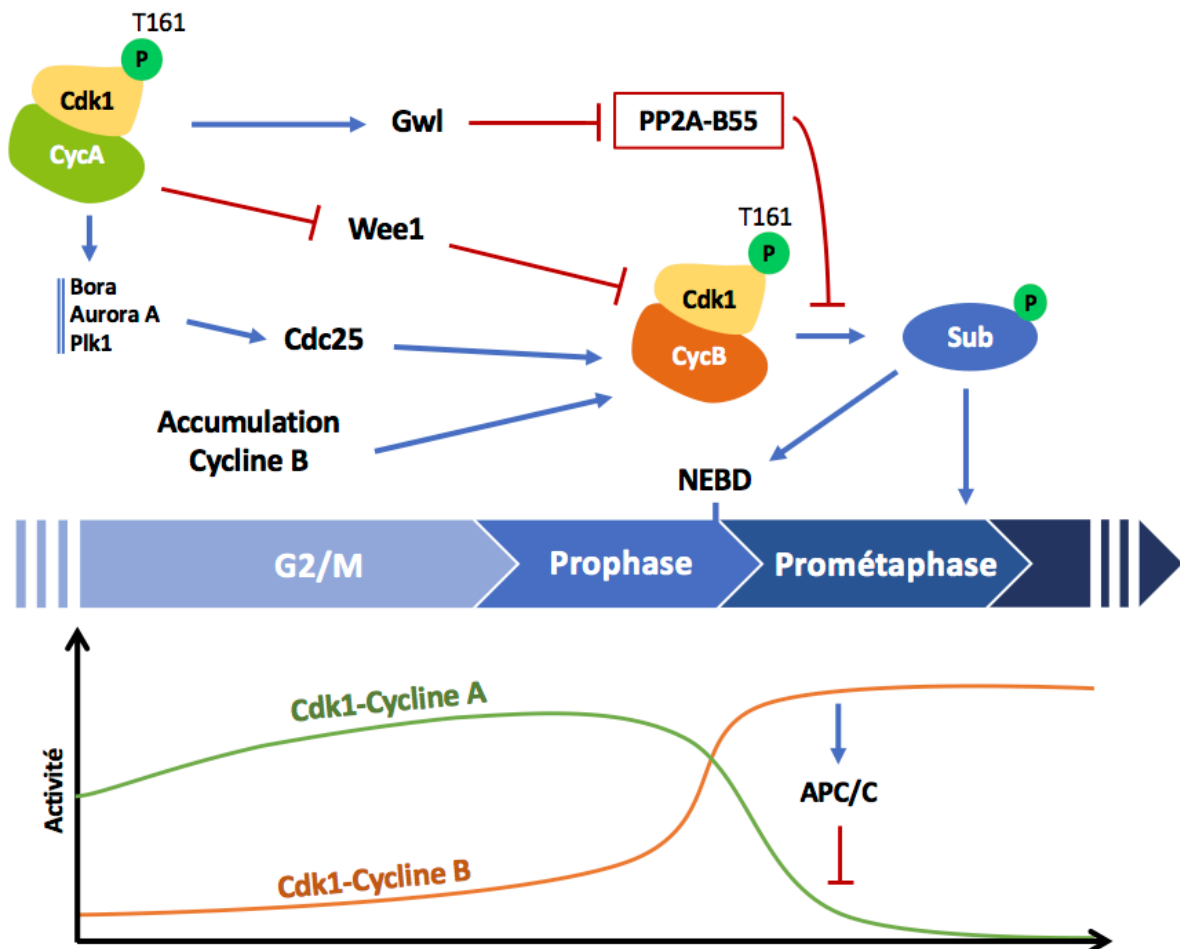 T161
P
Cdk1
CycA
Gwl
PP2A-B55
Wee1
T161
P
Cdk1
CycB
Bora
Aurora A
Plk1
Cdc25
P
Sub
Accumulation
Cycline B
NEBD
G2/M
Prophase
Prométaphase
Activité
Cdk1-Cycline A
Cdk1-Cycline B
APC/C